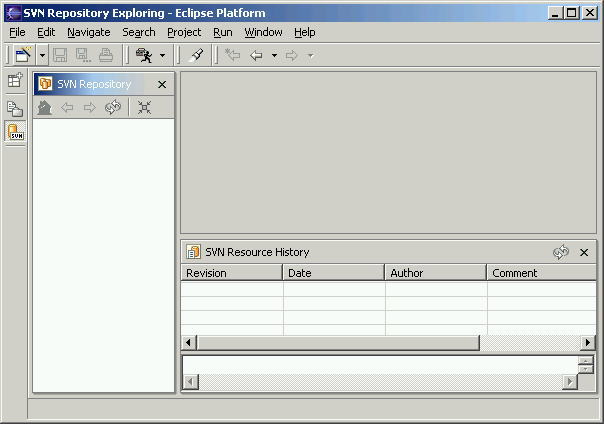 SVN Repository Exploring - Eclipse Platform
File Edit Navigate Search Project Run Window Help
SVN Repository
SVN
SVN Resource History
Revision Date Author Comment